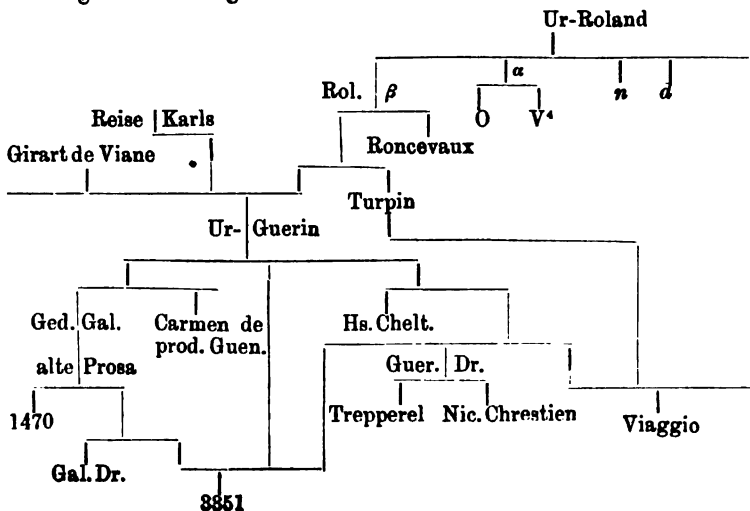 Ur-Roland
α
Rol. β
n d
O V⁴
Reise Karls
Roncevaux
Girart de Viane
Turpin
Ur- Guerin
Ged. Gal. Carmen de Hs. Chelt.
prod. Guen.
alte Prosa Guer. Dr.
1470 Trepperel Nic. Chrestien Viaggio
Gal. Dr.
3351